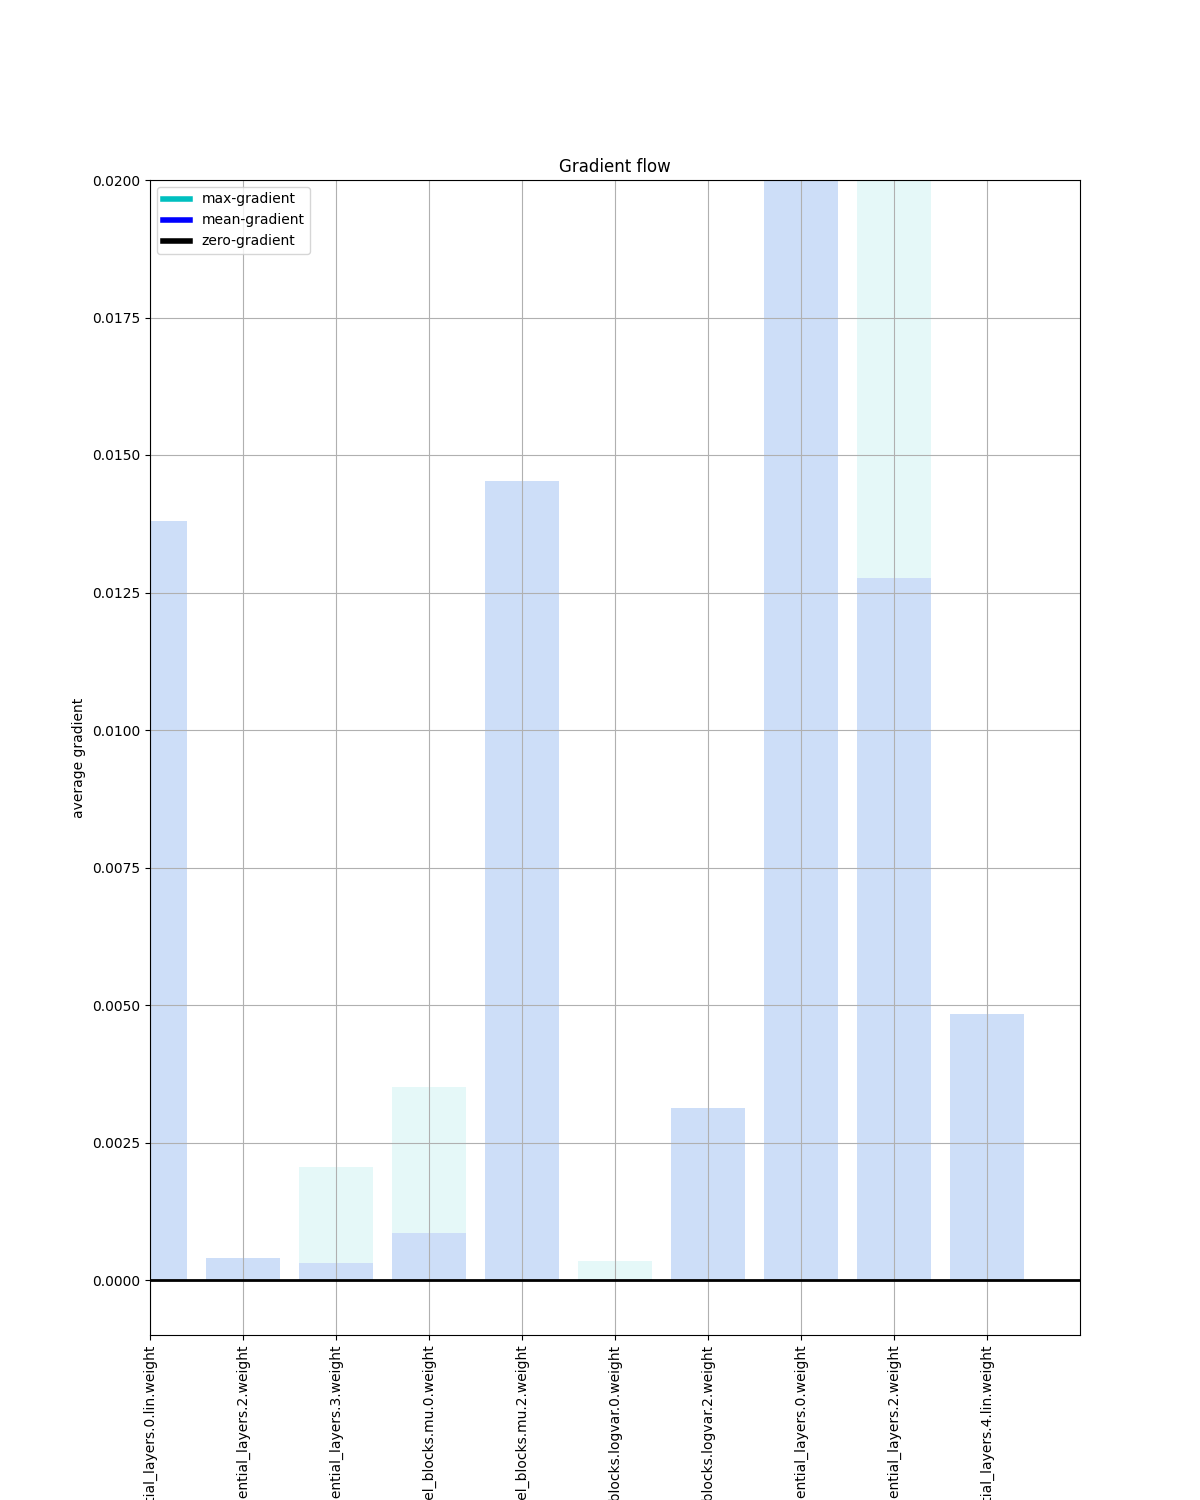 Gradient flow
max-gradient
mean-gradient
zero-gradient
0.0200
0.0175
0.0150
0.0125
0.0100
0.0075
0.0050
0.0025
0.0000
average gradient
tial_layers.0.lin.weight
ential_layers.2.weight
ential_layers.3.weight
el_blocks.mu.0.weight
el_blocks.mu.2.weight
blocks.logvar.0.weight
blocks.logvar.2.weight
ential_layers.0.weight
ential_layers.2.weight
tial_layers.4.lin.weight